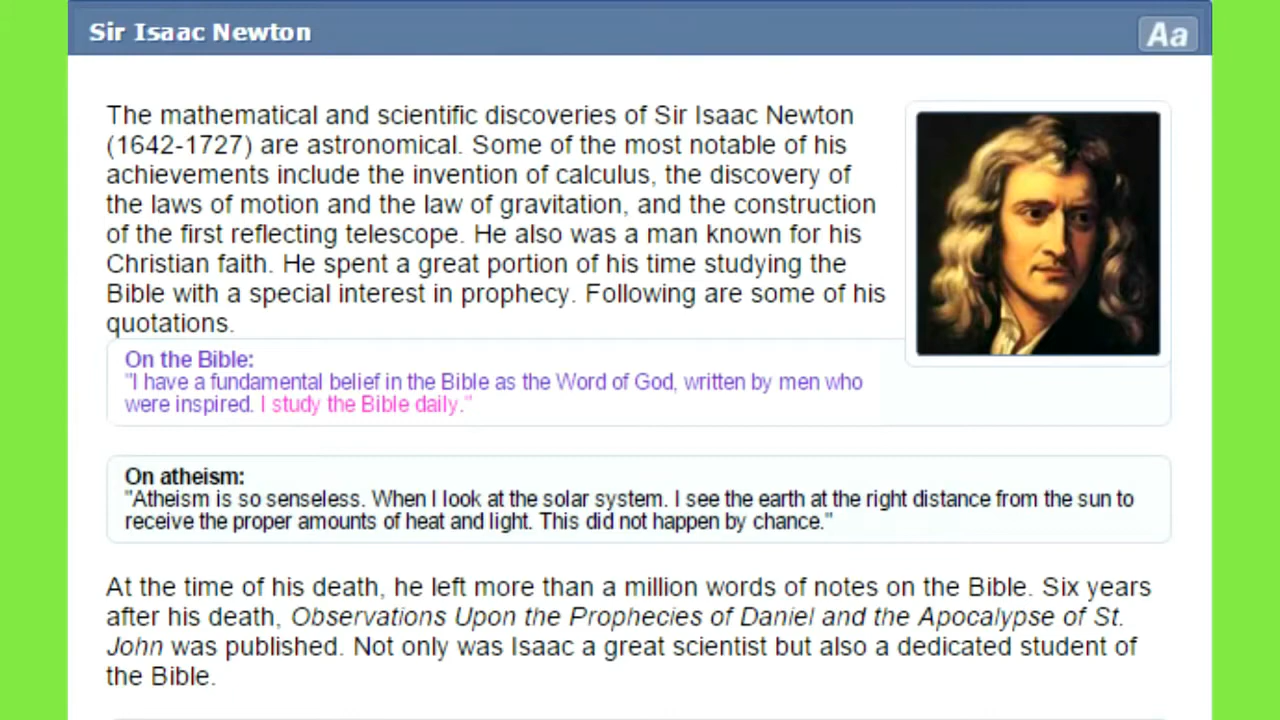 Sir Isaac Newton
Aa
The mathematical and scientific discoveries of Sir Isaac Newton
(1642-1727) are astronomical. Some of the most notable of his
achievements include the invention of calculus, the discovery of
the laws of motion and the law of gravitation, and the construction
of the first reflecting telescope. He also was a man known for his
Christian faith. He spent a great portion of his time studying the
Bible with a special interest in prophecy. Following are some of his
quotations.
On the Bible:
"I have a fundamental belief in the Bible as the Word of God, written by men who
were inspired. I study the Bible daily."
On atheism:
"Atheism is so senseless. When I look at the solar system. I see the earth at the right distance from the sun to
receive the proper amounts of heat and light. This did not happen by chance."
At the time of his death, he left more than a million words of notes on the Bible. Six years
after his death, Observations Upon the Prophecies of Daniel and the Apocalypse of St.
John was published. Not only was Isaac a great scientist but also a dedicated student of
the Bible.